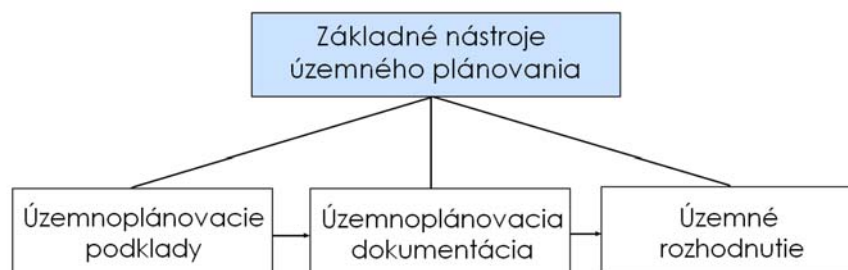 Základné nástroje
územného plánovania
Územnoplánovacie
podklady
Územnoplánovacia
dokumentácia
Územné
rozhodnutie